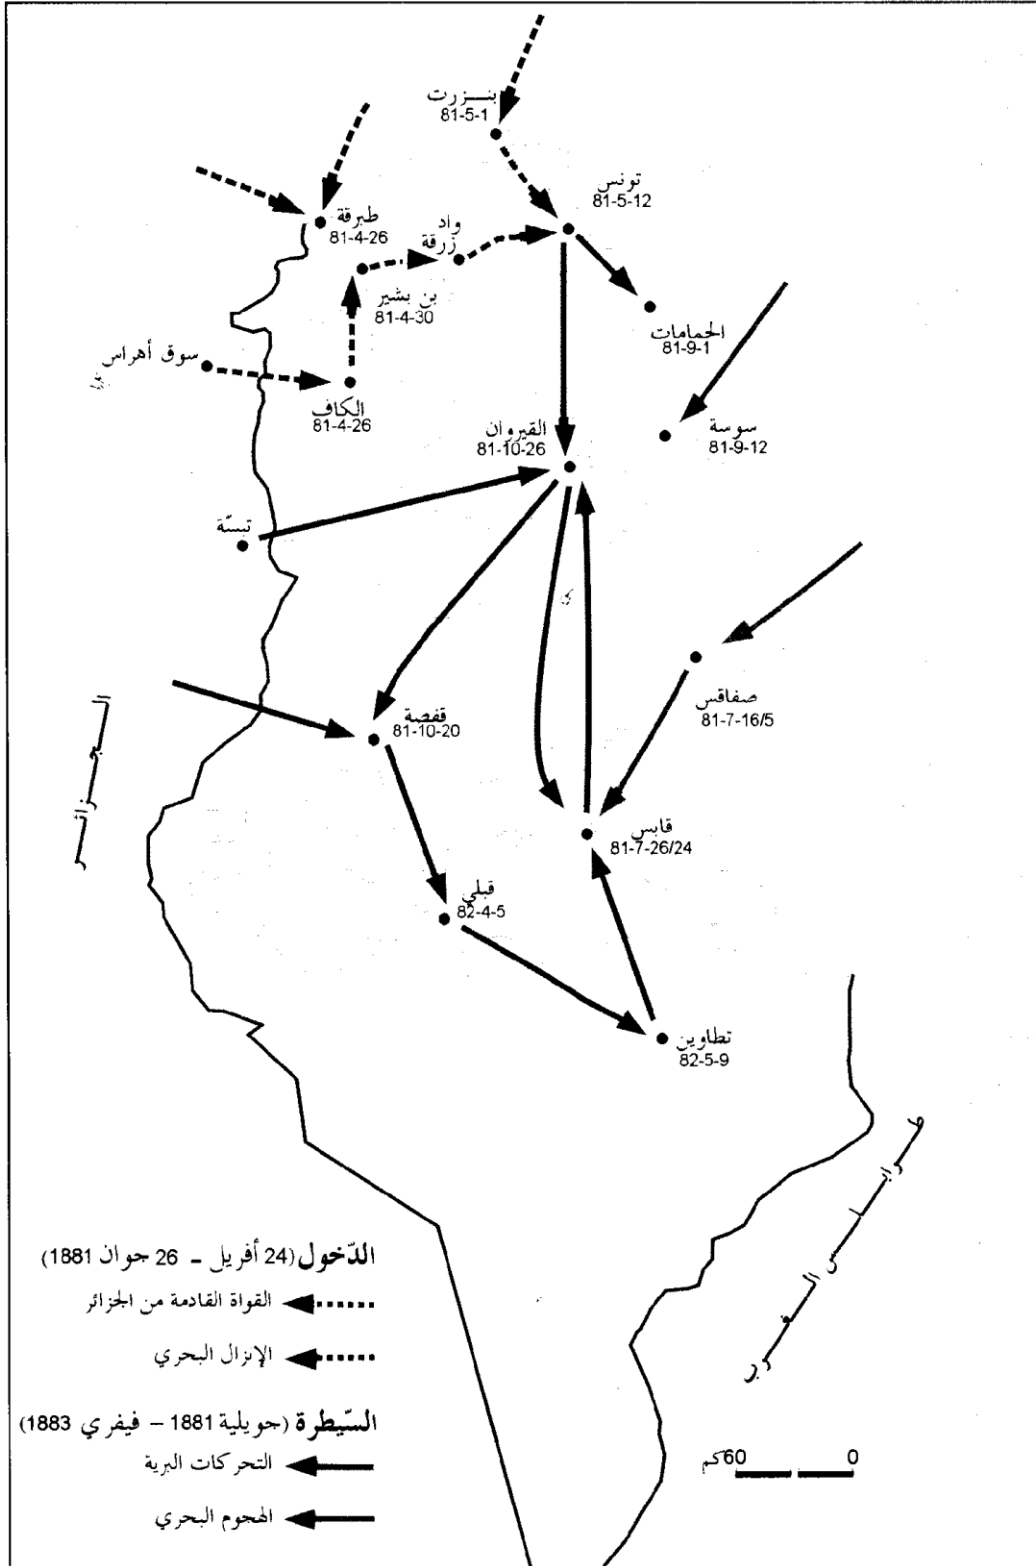 بنـزرت
81-5-1
تونس
81-5-12
طبرقة
81-4-26
واد
زرقة
بن بشير
81-4-30
الحمامات
81-9-1
سوق أهراس
الكاف
81-4-26
سوسة
81-9-12
القيروان
81-10-26
تبسّة
صفاقس
81-7-16/5
قفصة
81-10-20
الـجـزائـر
قابس
81-7-26/24
قبلي
82-4-5
تطاوين
82-5-9
طرابلس الغرب
الدّخول (24 أفريل - 26 جوان 1881)
القواة القادمة من الجزائر
الإنزال البحري
السّيطرة (جويلية 1881 – فيفري 1883)
التحركات البرية
الهجوم البحري
0 60كم